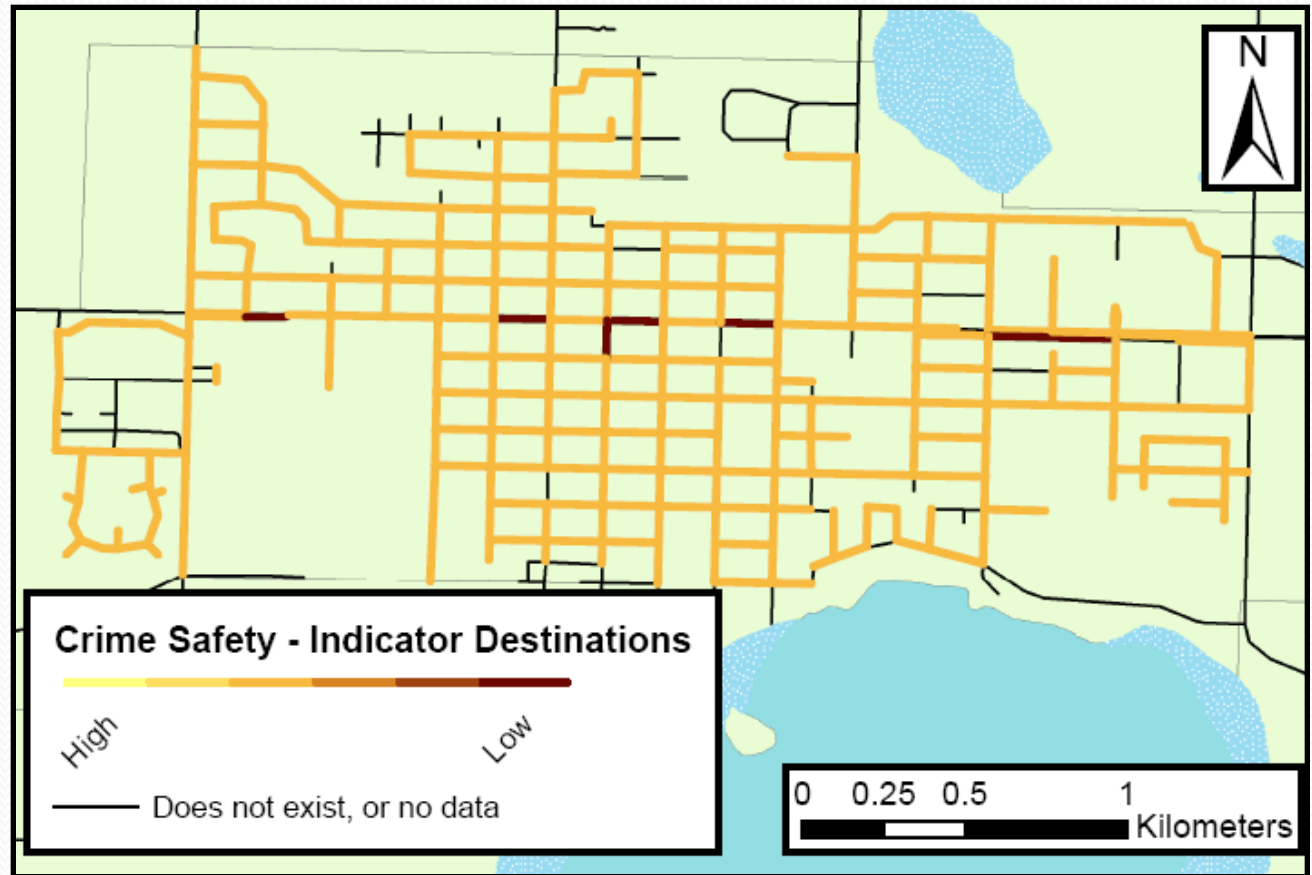 N
Crime Safety - Indicator Destinations
High
Low
Does not exist, or no data
0 0.25 0.5 1
Kilometers